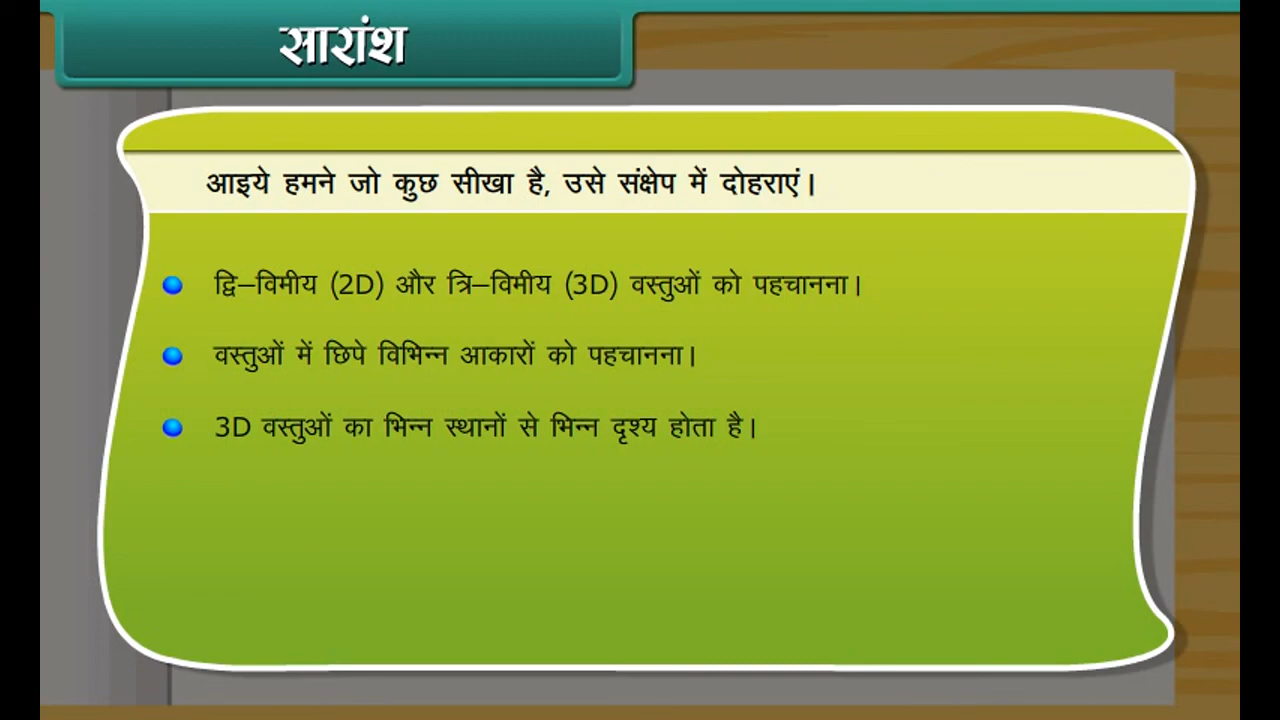 सारांश
आइये हमने जो कुछ सीखा है, उसे संक्षेप में दोहराएं।
द्वि–विमीय (2D) और त्रि–विमीय (3D) वस्तुओं को पहचानना।
वस्तुओं में छिपे विभिन्न आकारों को पहचानना।
3D वस्तुओं का भिन्न स्थानों से भिन्न दृश्य होता है।